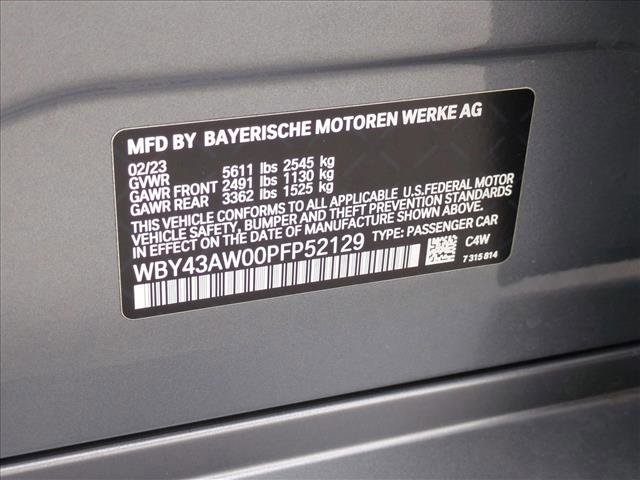 MFD BY BAYERISCHE MOTOREN WERKE AG
02/23
GVWR 5611 lbs 2545 kg
GAWR FRONT 2491 lbs 1130 kg
GAWR REAR 3362 lbs 1525 kg
THIS VEHICLE CONFORMS TO ALL APPLICABLE U.S.FEDERAL MOTOR
VEHICLE SAFETY, BUMPER AND THEFT PREVENTION STANDARDS
IN EFFECT ON THE DATE OF MANUFACTURE SHOWN ABOVE.
WBY43AW00PFP52129 TYPE: PASSENGER CAR
C4W
7 315 814